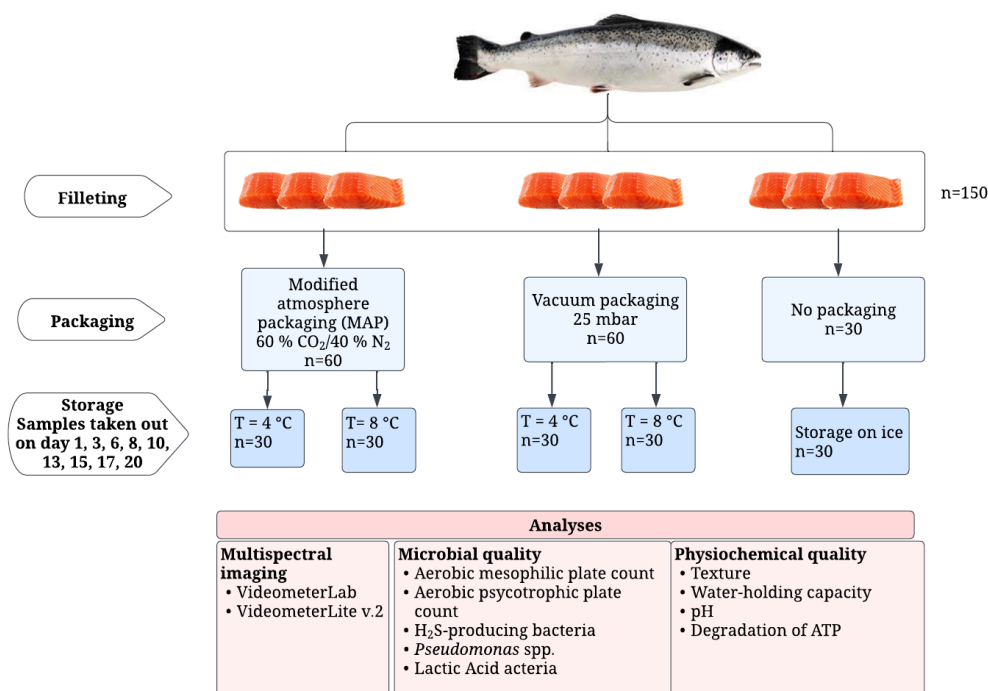 Filleting
n=150
Packaging
Modified
atmosphere
packaging (MAP)
60 % CO₂/40 % N₂
n=60
Vacuum packaging
25 mbar
n=60
No packaging
n=30
Storage
Samples taken out
on day 1, 3, 6, 8, 10,
13, 15, 17, 20
T = 4 °C
n=30
T= 8 °C
n=30
T = 4 °C
n=30
T = 8 °C
n=30
Storage on ice
n=30
Analyses
Multispectral
imaging
• VideometerLab
• VideometerLite v.2
Microbial quality
• Aerobic mesophilic plate count
• Aerobic psycotrophic plate
count
• H₂S-producing bacteria
• Pseudomonas spp.
• Lactic Acid acteria
Physiochemical quality
• Texture
• Water-holding capacity
• pH
• Degradation of ATP